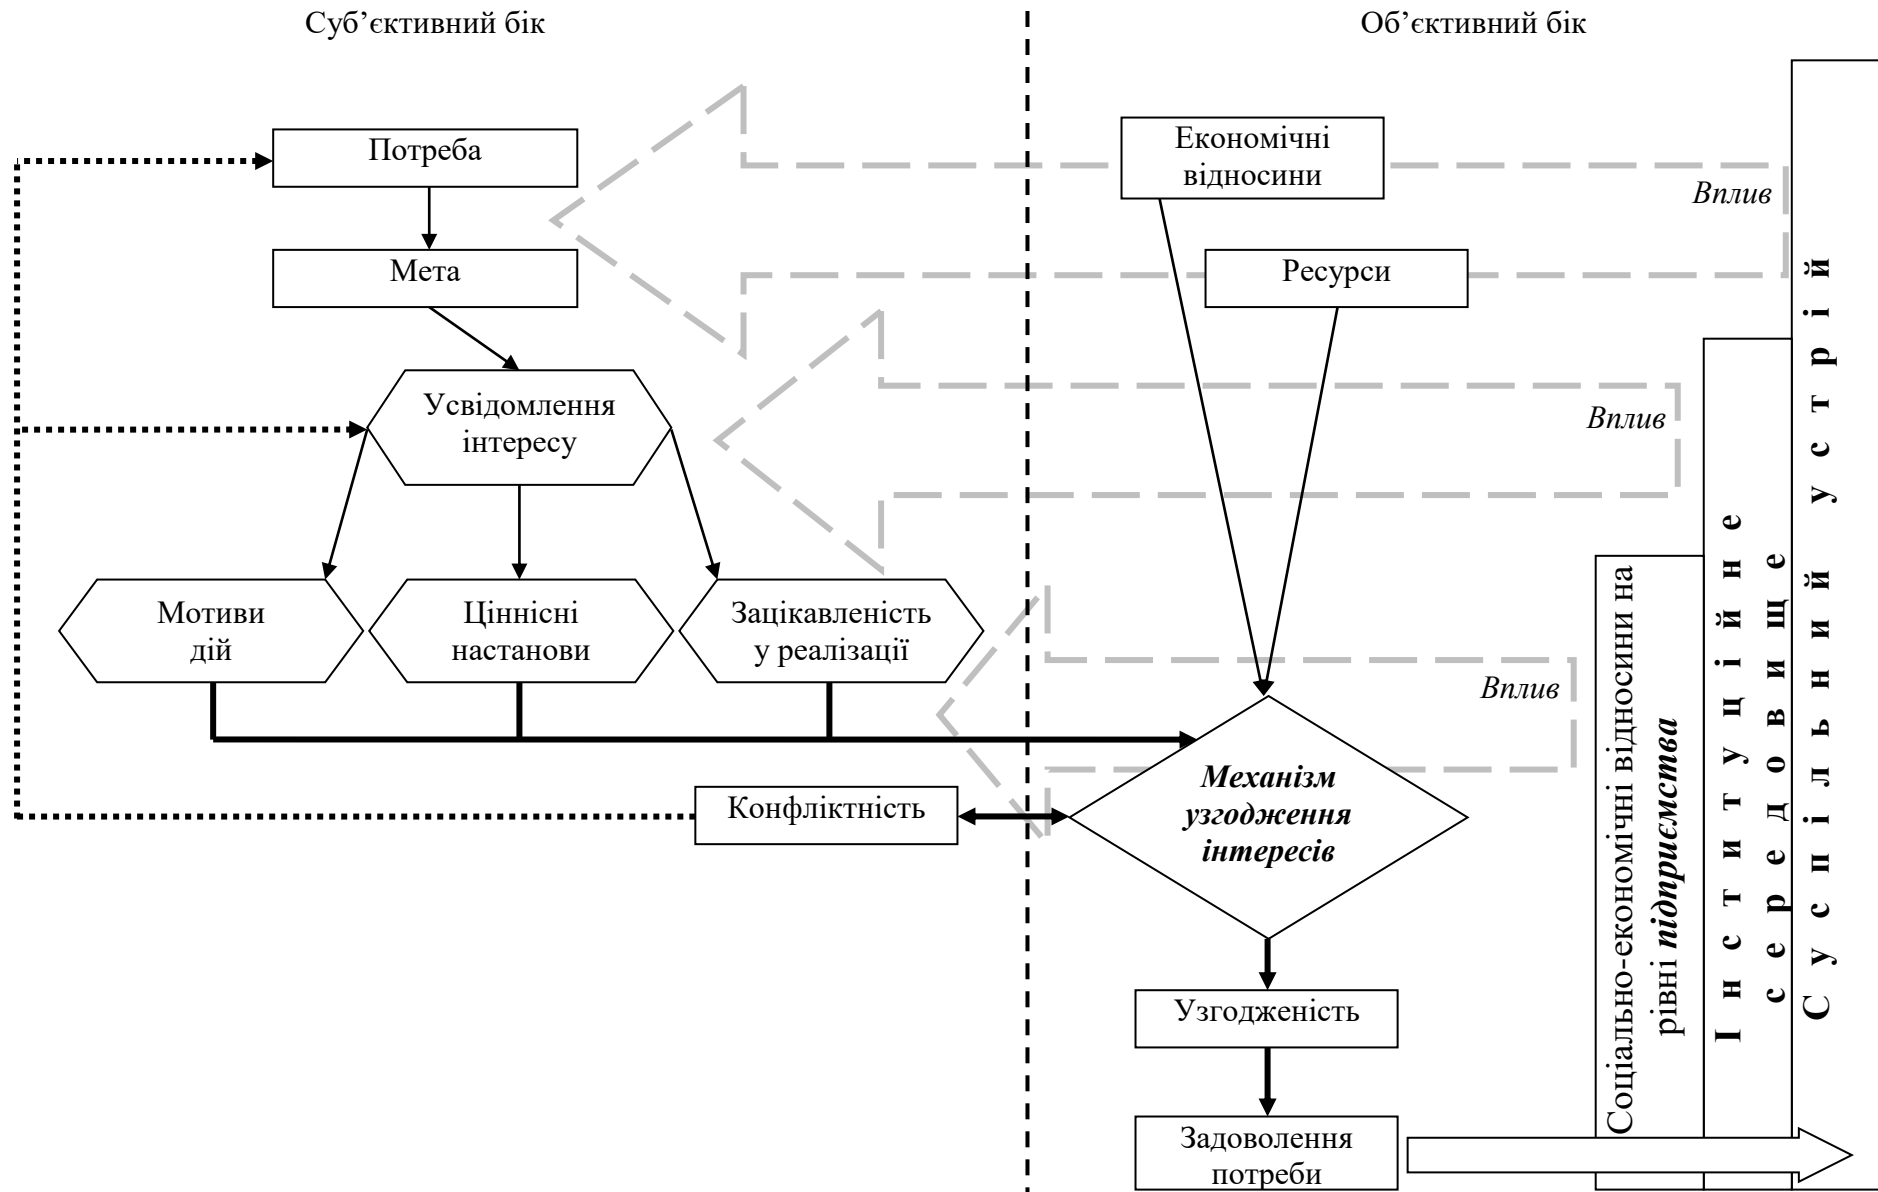 Суб’єктивний бік
Об’єктивний бік
Потреба
Економічні
відносини
Вплив
Мета
Ресурси
Усвідомлення
інтересу
Вплив
Мотиви
дій
Ціннісні
настанови
Зацікавленість
у реалізації
Вплив
Механізм
узгодження
інтересів
Конфліктність
Узгодженість
Задоволення
потреби
Соціально-економічні відносини на
рівні підприємства
Інституційне
середовище
Суспільний устрій